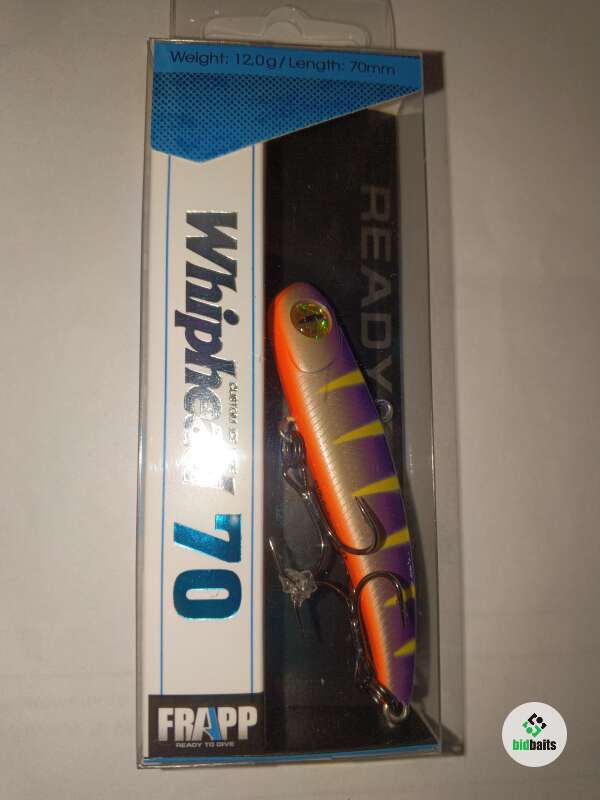 Weight: 12,0g / Length: 70mm
READY
Whiphead 70
CUSTOM
FRAPP
READY TO DIVE
bidbaits